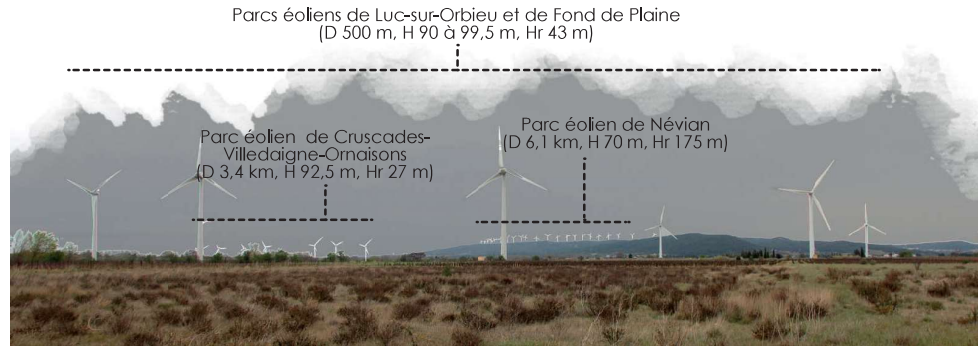 Parcs éoliens de Luc-sur-Orbieu et de Fond de Plaine
(D 500 m, H 90 à 99,5 m, Hr 43 m)
Parc éolien de Cruscades-
Villedaigne-Ornaisons
(D 3,4 km, H 92,5 m, Hr 27 m)
Parc éolien de Névian
(D 6,1 km, H 70 m, Hr 175 m)